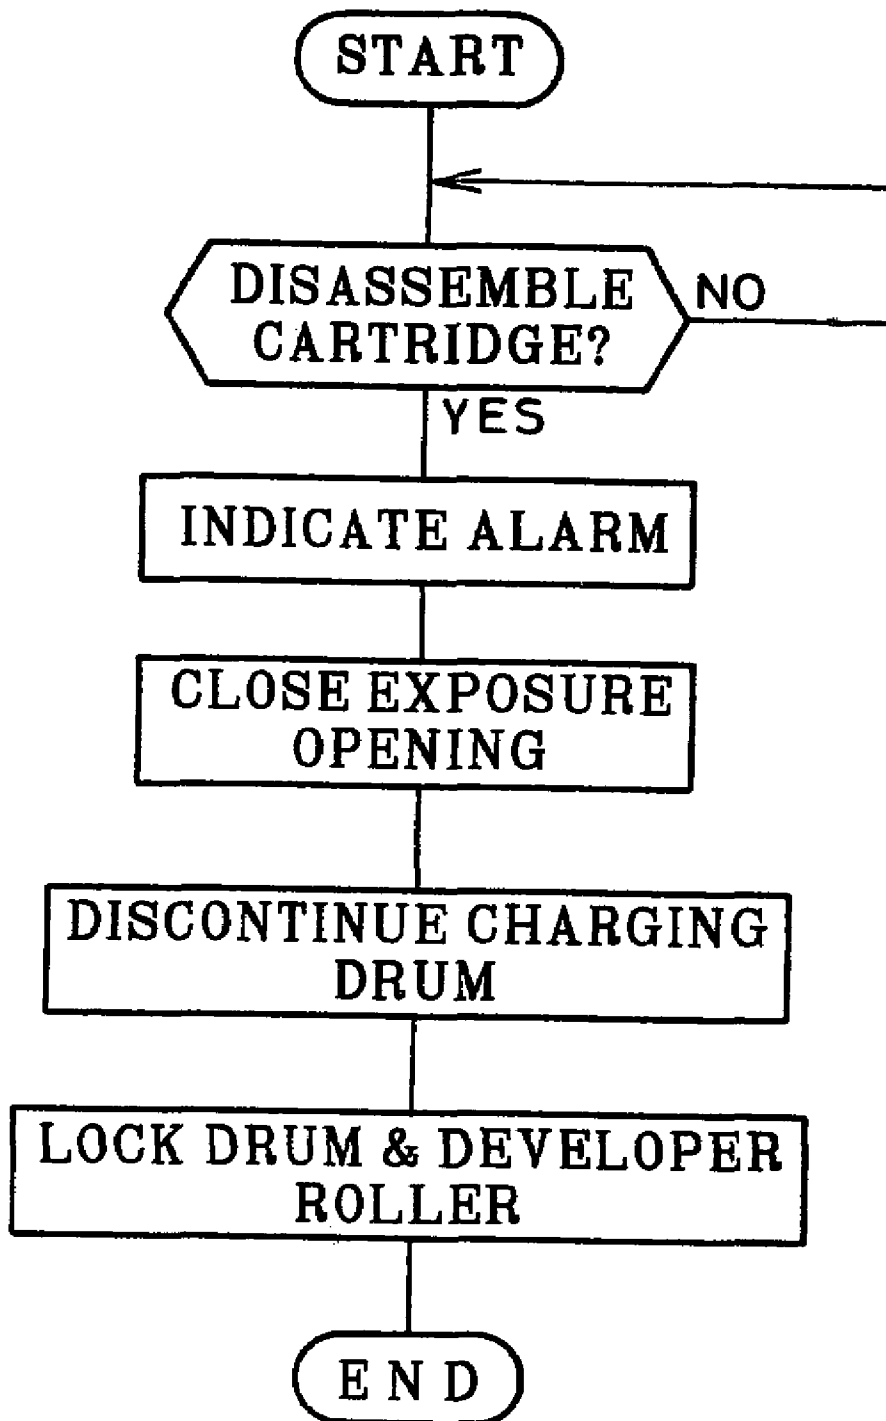 START
DISASSEMBLE
CARTRIDGE?
NO
YES
INDICATE ALARM
CLOSE EXPOSURE
OPENING
DISCONTINUE CHARGING
DRUM
LOCK DRUM & DEVELOPER
ROLLER
END